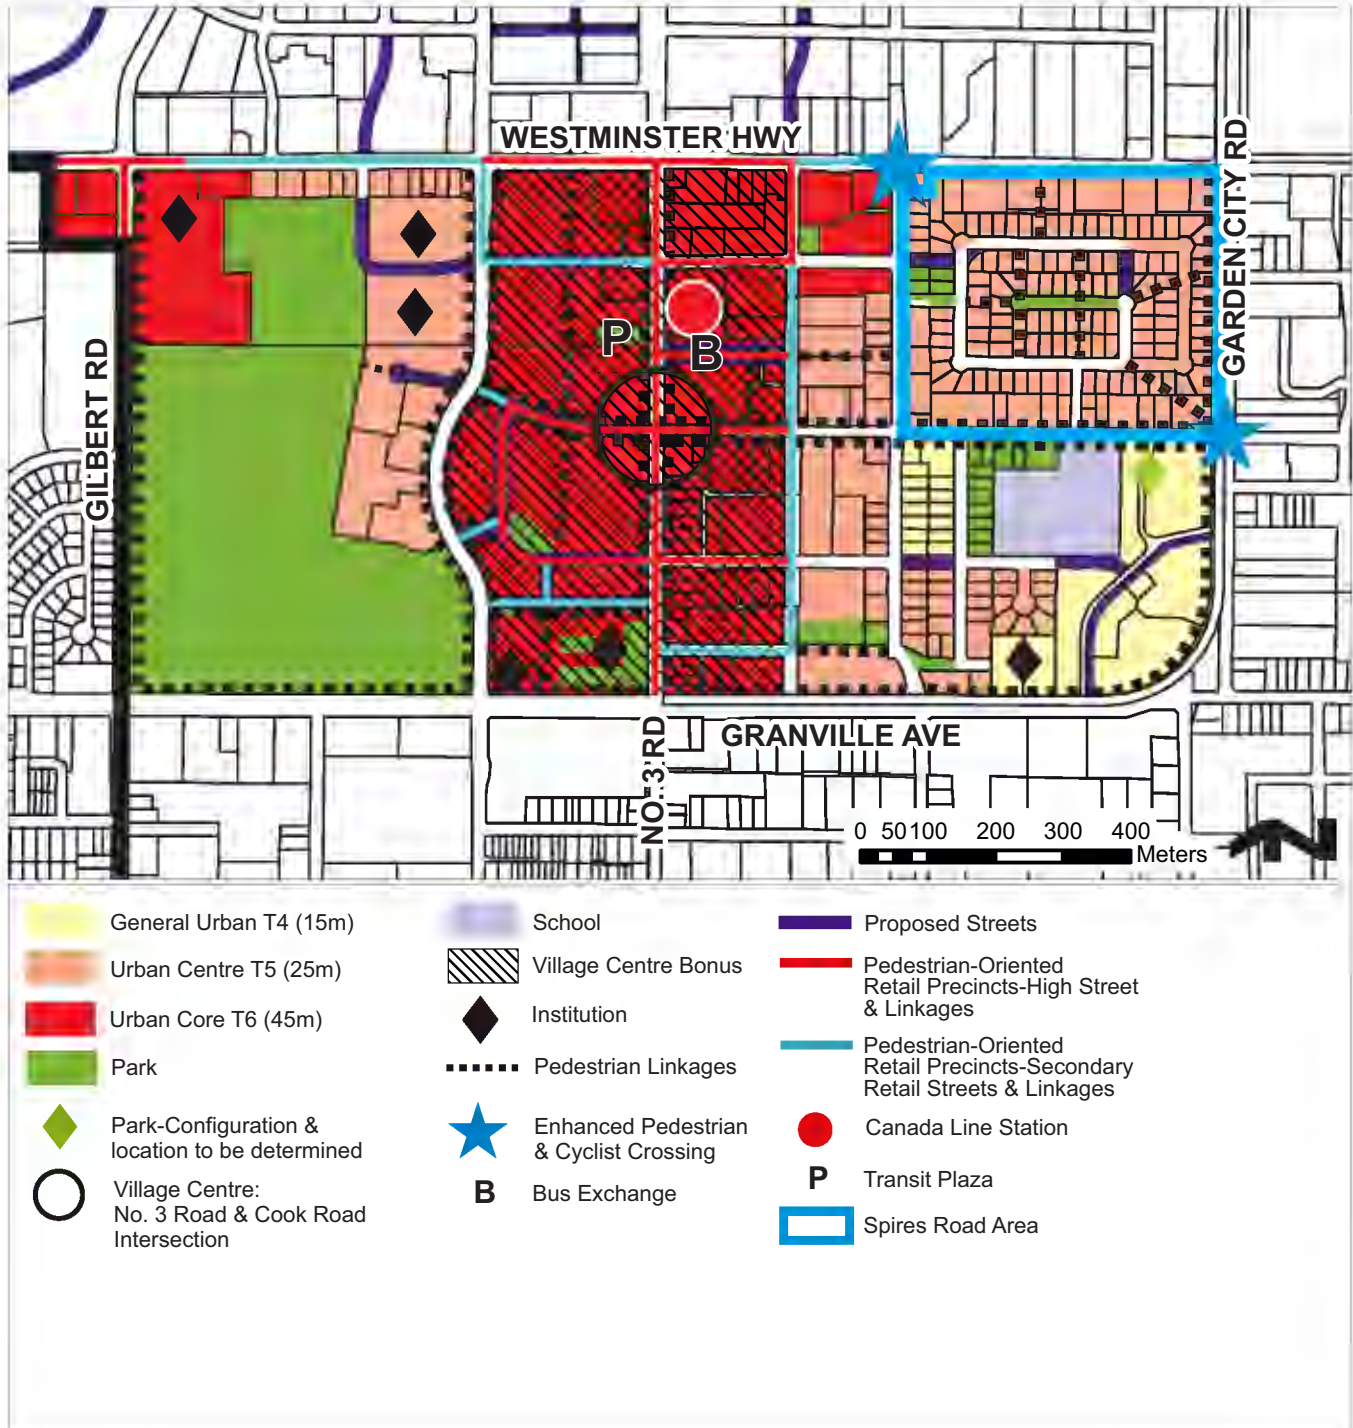 WESTMINSTER HWY
GARDEN CITY RD
GILBERT RD
P
B
NO. 3 RD
GRANVILLE AVE
0 50 100 200 300 400
Meters
General Urban T4 (15m)
Urban Centre T5 (25m)
Urban Core T6 (45m)
Park
Park-Configuration &
location to be determined
Village Centre:
No. 3 Road & Cook Road
Intersection
School
Village Centre Bonus
Institution
Pedestrian Linkages
Enhanced Pedestrian
& Cyclist Crossing
B Bus Exchange
Proposed Streets
Pedestrian-Oriented
Retail Precincts-High Street
& Linkages
Pedestrian-Oriented
Retail Precincts-Secondary
Retail Streets & Linkages
Canada Line Station
P Transit Plaza
Spires Road Area